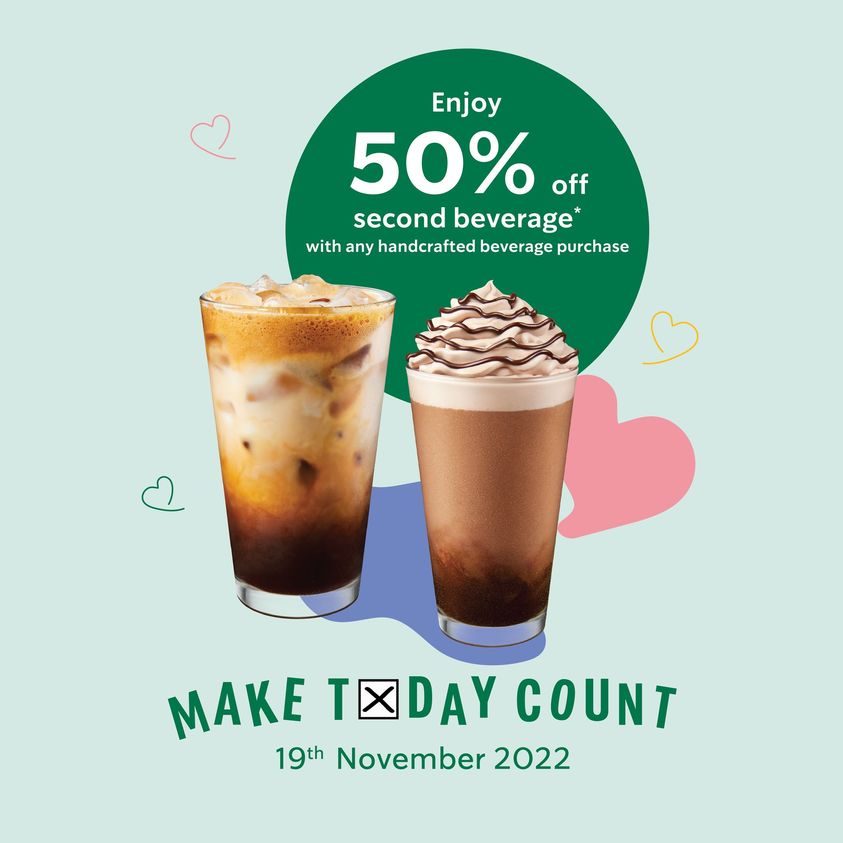 Enjoy
50% off
second beverage*
with any handcrafted beverage purchase
MAKE T☒DAY COUNT
19th November 2022